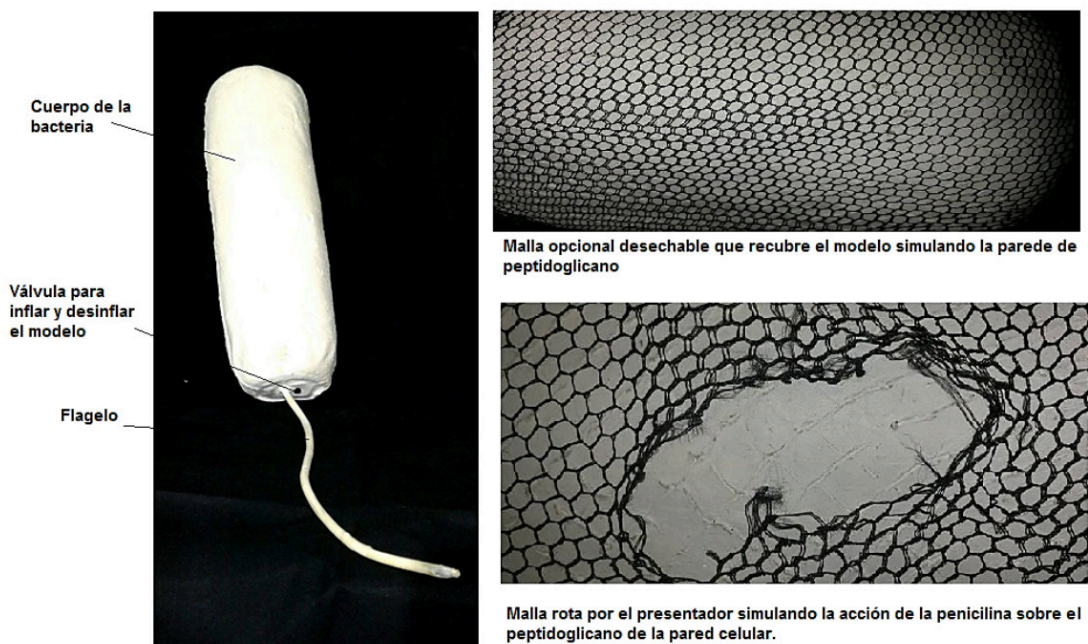 Cuerpo de la
bacteria
Válvula para
inflar y desinflar
el modelo
Flagelo
Malla opcional desechable que recubre el modelo simulando la parede de
peptidoglicano
Malla rota por el presentador simulando la acción de la penicilina sobre el
peptidoglicano de la pared celular.